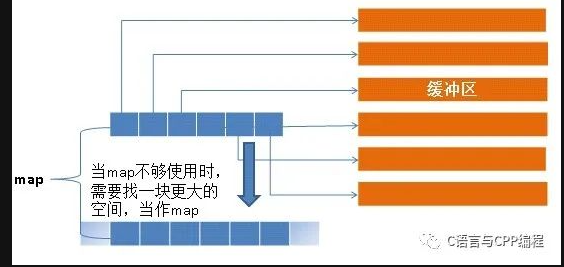 缓冲区
map
当map不够使用时，
需要找一块更大的
空间，当作map
C语言与CPP编程